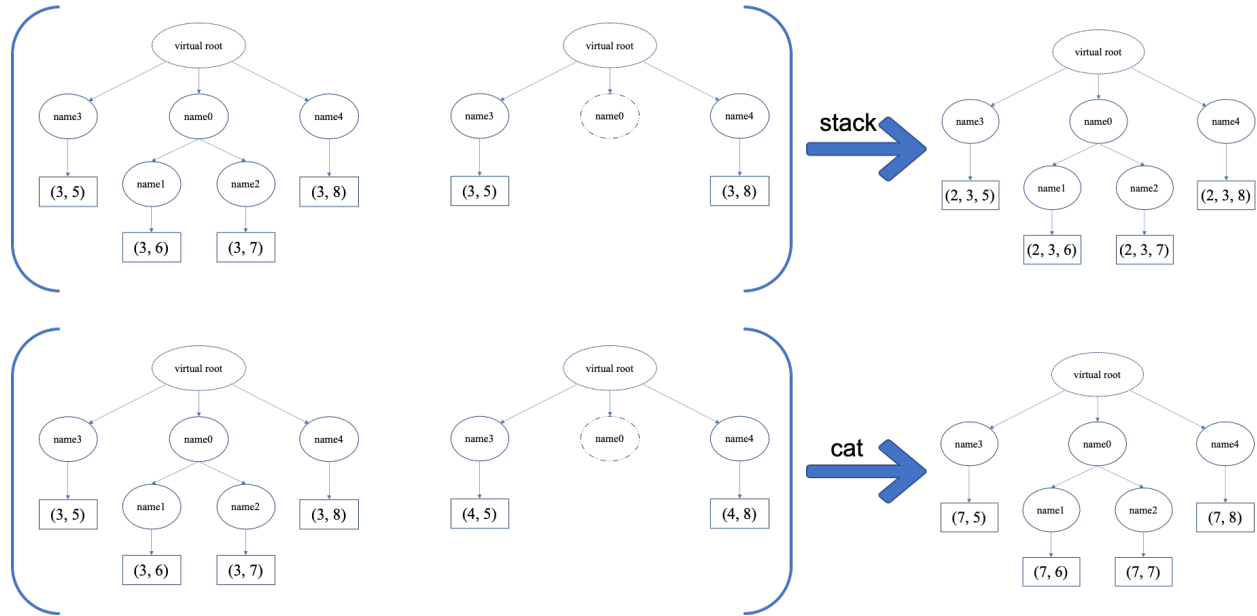 virtual root
virtual root
virtual root
name3
name0
name4
name3
name0
name4
stack
name3
name0
name4
(3, 5)
name1
name2
(3, 8)
(3, 5)
(3, 8)
(2, 3, 5)
name1
name2
(2, 3, 8)
(3, 6)
(3, 7)
(2, 3, 6)
(2, 3, 7)
virtual root
virtual root
virtual root
name3
name0
name4
name3
name0
name4
cat
name3
name0
name4
(3, 5)
name1
name2
(3, 8)
(4, 5)
(4, 8)
(7, 5)
name1
name2
(7, 8)
(3, 6)
(3, 7)
(7, 6)
(7, 7)